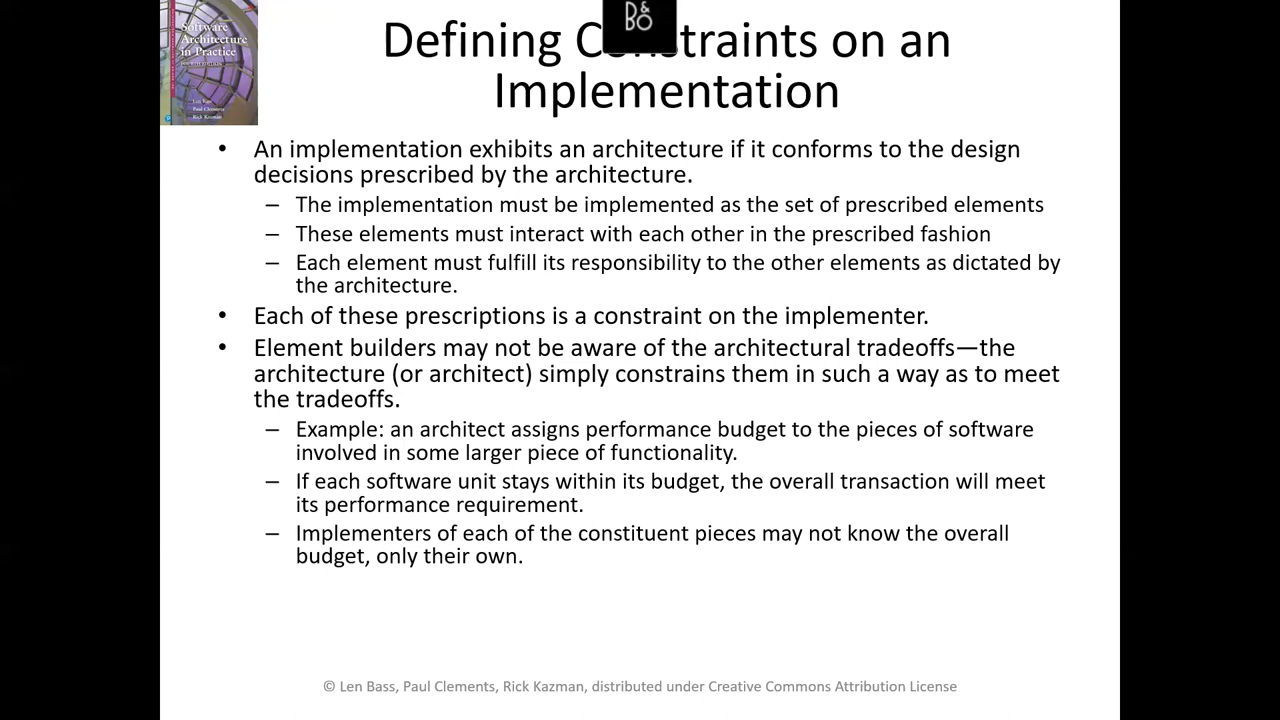 Software
Architecture
in Practice
B&
BO
Defining C traints on an
Implementation
• An implementation exhibits an architecture if it conforms to the design
decisions prescribed by the architecture.
– The implementation must be implemented as the set of prescribed elements
– These elements must interact with each other in the prescribed fashion
– Each element must fulfill its responsibility to the other elements as dictated by
the architecture.
• Each of these prescriptions is a constraint on the implementer.
• Element builders may not be aware of the architectural tradeoffs—the
architecture (or architect) simply constrains them in such a way as to meet
the tradeoffs.
– Example: an architect assigns performance budget to the pieces of software
involved in some larger piece of functionality.
– If each software unit stays within its budget, the overall transaction will meet
its performance requirement.
– Implementers of each of the constituent pieces may not know the overall
budget, only their own.
© Len Bass, Paul Clements, Rick Kazman, distributed under Creative Commons Attribution License